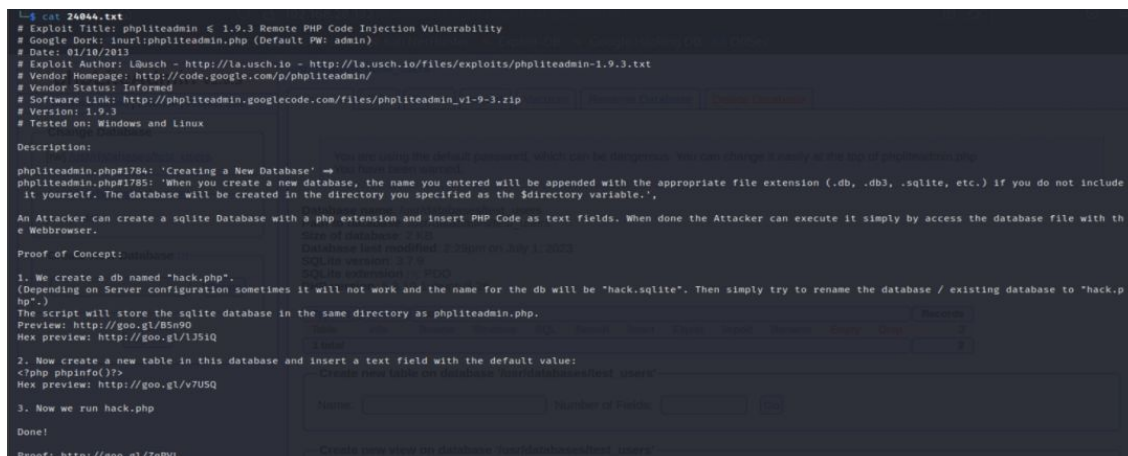 └─$ cat 24044.txt
# Exploit Title: phpliteadmin ≤ 1.9.3 Remote PHP Code Injection Vulnerability
# Google Dork: inurl:phpliteadmin.php (Default PW: admin)
# Date: 01/10/2013
# Exploit Author: L@usch - http://la.usch.io - http://la.usch.io/files/exploits/phpliteadmin-1.9.3.txt
# Vendor Homepage: http://code.google.com/p/phpliteadmin/
# Vendor Status: Informed
# Software Link: http://phpliteadmin.googlecode.com/files/phpliteadmin_v1-9-3.zip
# Version: 1.9.3
# Tested on: Windows and Linux
Description:
phpliteadmin.php#1784: 'Creating a New Database' ⇒
phpliteadmin.php#1785: 'When you create a new database, the name you entered will be appended with the appropriate file extension (.db, .db3, .sqlite, etc.) if you do not include
it yourself. The database will be created in the directory you specified as the $directory variable.',
An Attacker can create a sqlite Database with a php extension and insert PHP Code as text fields. When done the Attacker can execute it simply by access the database file with th
e Webbrowser.
Proof of Concept:
1. We create a db named "hack.php".
(Depending on Server configuration sometimes it will not work and the name for the db will be "hack.sqlite". Then simply try to rename the database / existing database to "hack.p
hp".)
The script will store the sqlite database in the same directory as phpliteadmin.php.
Preview: http://goo.gl/B5n9O
Hex preview: http://goo.gl/lJ5iQ
2. Now create a new table in this database and insert a text field with the default value:
<?php phpinfo()?>
Hex preview: http://goo.gl/v7USQ
3. Now we run hack.php
Done!